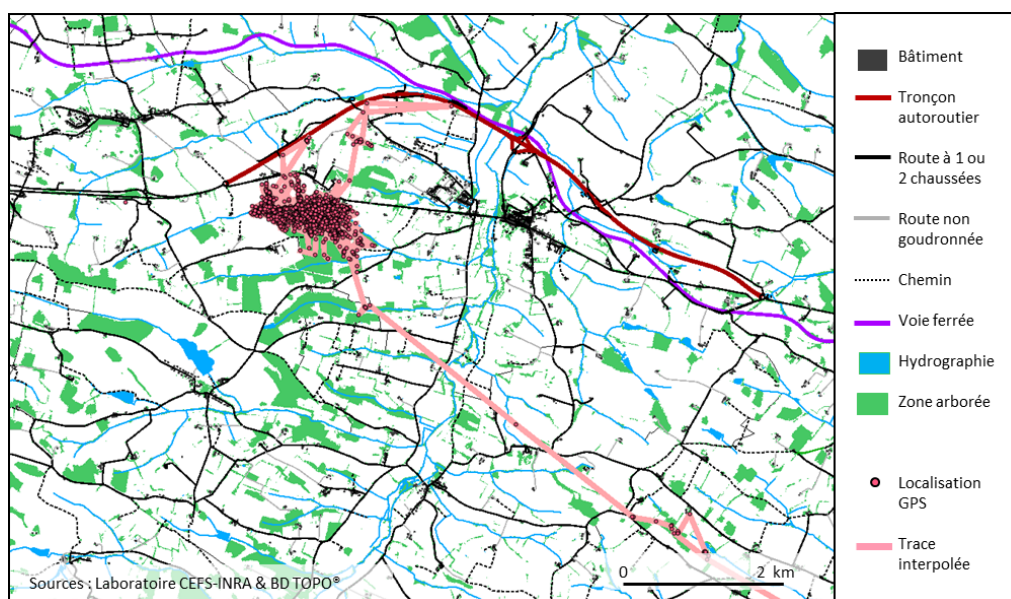 Bâtiment
Tronçon
autoroutier
Route à 1 ou
2 chaussées
Route non
goudronnée
Chemin
Voie ferrée
Hydrographie
Zone arborée
Localisation
GPS
Trace
interpolée
Sources : Laboratoire CEFS-INRA & BD TOPO®
0 2 km